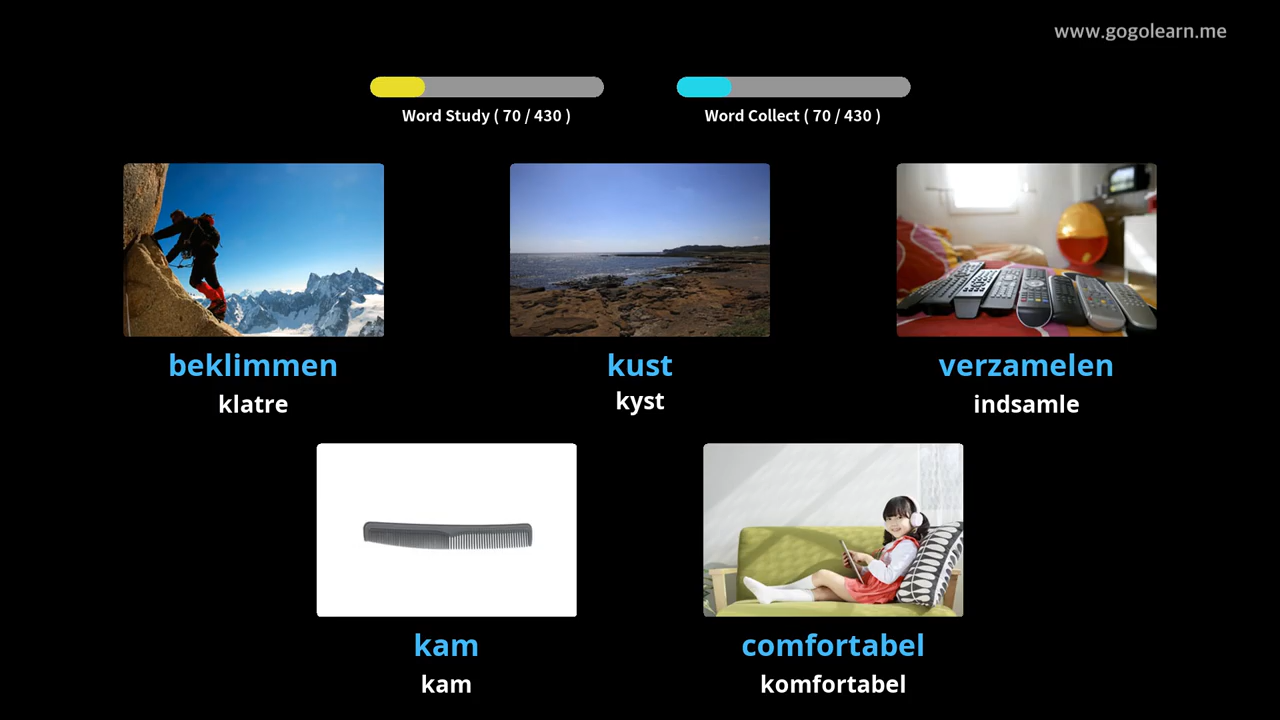 www.gogolearn.me
Word Study ( 70 / 430 )
Word Collect ( 70 / 430 )
beklimmen
klatre
kust
kyst
verzamelen
indsamle
kam
kam
comfortabel
komfortabel